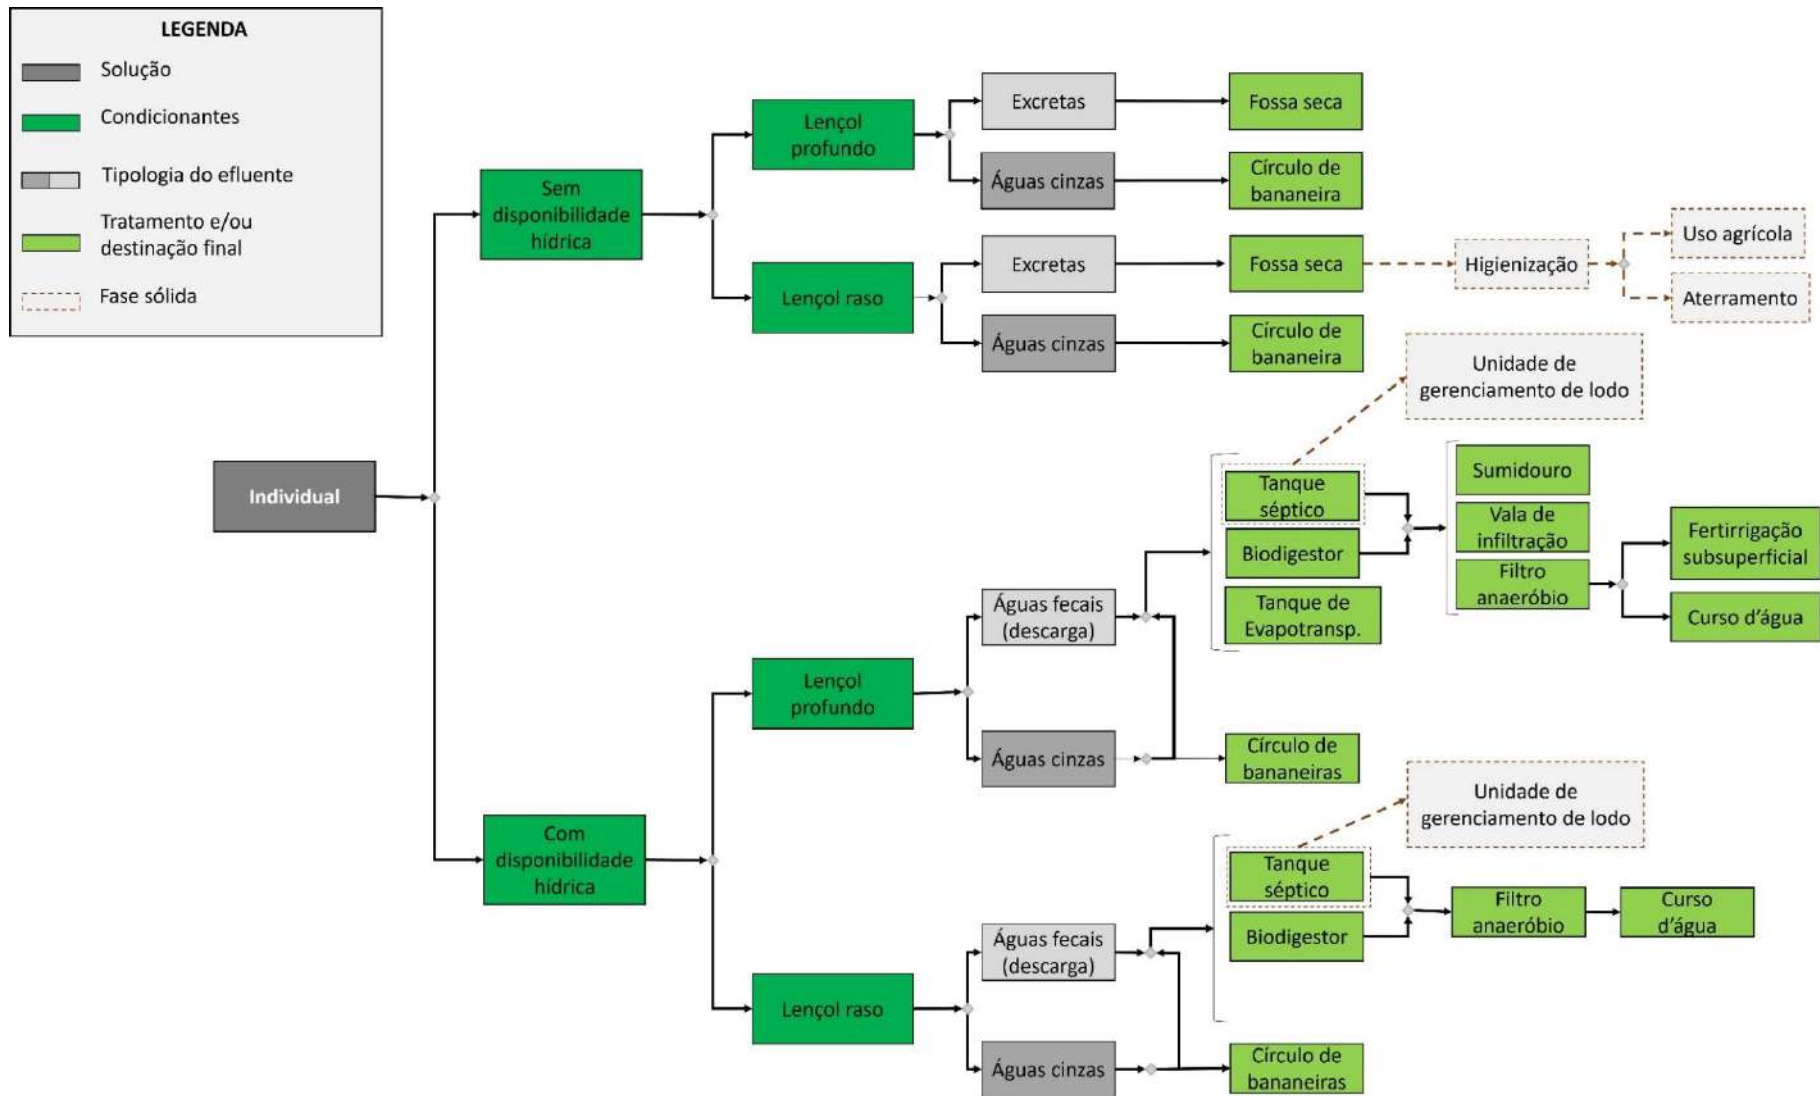 LEGENDA
Solução
Condicionantes
Tipologia do efluente
Tratamento e/ou
destinação final
Fase sólida
Individual
Sem
disponibilidade
hídrica
Lençol
profundo
Excretas
Fossa seca
Águas cinzas
Círculo de
bananeira
Lençol raso
Excretas
Fossa seca
Higienização
Uso agrícola
Aterramento
Águas cinzas
Círculo de
bananeira
Com
disponibilidade
hídrica
Lençol
profundo
Águas fecais
(descarga)
Unidade de
gerenciamento de lodo
Tanque
séptico
Biodigestor
Tanque de
Evapotransp.
Sumidouro
Vala de
infiltração
Filtro
anaeróbio
Fertirrigação
subsuperficial
Curso d’água
Águas cinzas
Círculo de
bananeiras
Lençol raso
Águas fecais
(descarga)
Unidade de
gerenciamento de lodo
Tanque
séptico
Biodigestor
Filtro
anaeróbio
Curso
d’água
Águas cinzas
Círculo de
bananeiras